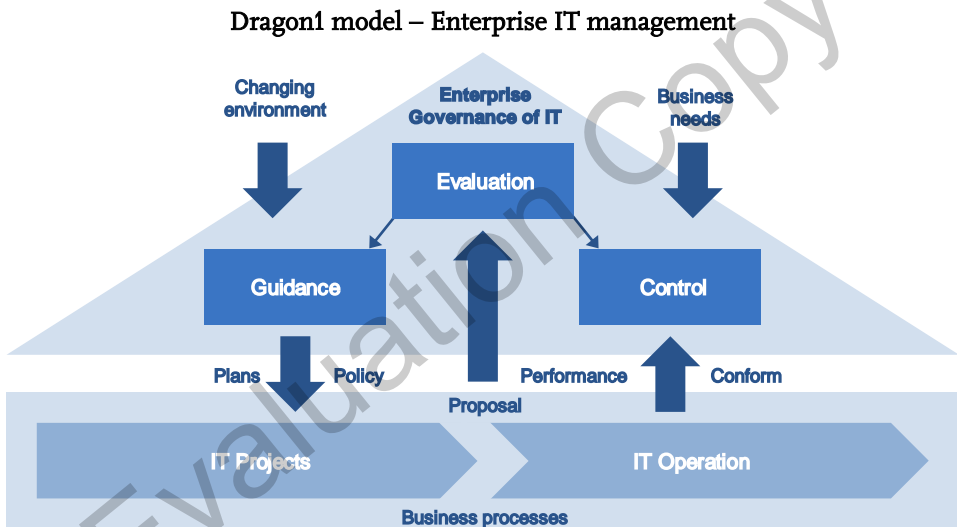 Dragon1 model – Enterprise IT management
Changing
environment
Enterprise
Governance of IT
Business
needs
Evaluation
Guidance
Control
Plans
Policy
Performance
Conform
Proposal
IT Projects
IT Operation
Business processes
Evaluation Copy